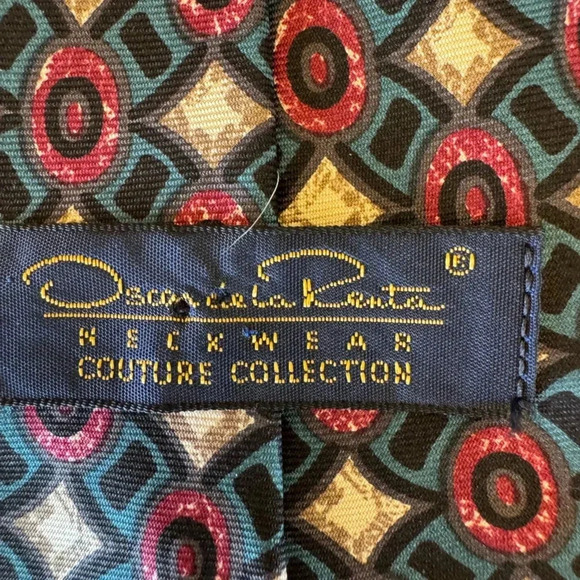 Oscar de la Renta ®
NECKWEAR
COUTURE COLLECTION